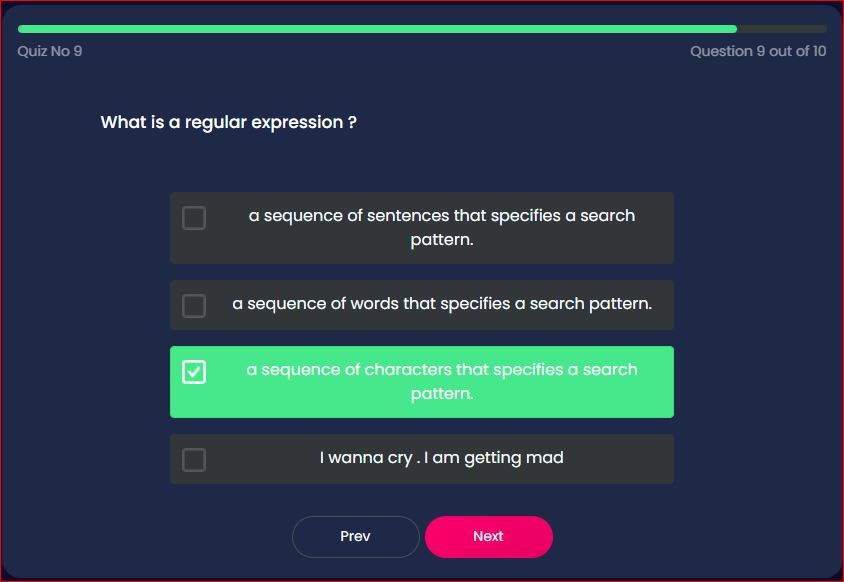 Quiz No 9
Question 9 out of 10
What is a regular expression ?
a sequence of sentences that specifies a search
pattern.
a sequence of words that specifies a search pattern.
a sequence of characters that specifies a search
pattern.
I wanna cry . I am getting mad
Prev
Next